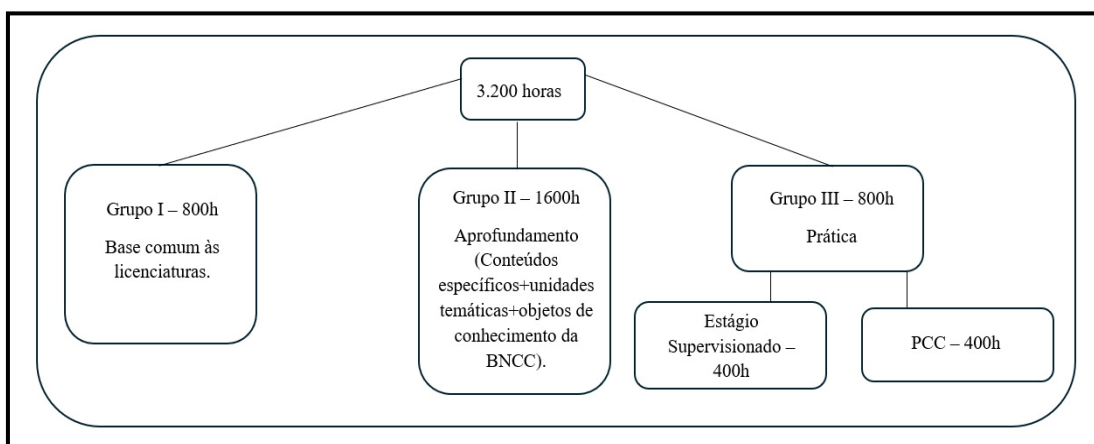 3.200 horas
Grupo I – 800h
Base comum às
licenciaturas.
Grupo II – 1600h
Aprofundamento
(Conteúdos
específicos+unidades
temáticas+objetos de
conhecimento da
BNCC).
Grupo III – 800h
Prática
Estágio
Supervisionado –
400h
PCC – 400h